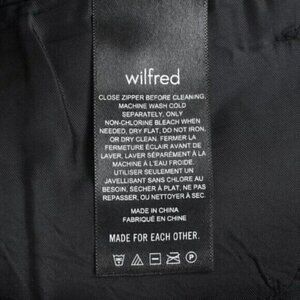 wilfred
CLOSE ZIPPER BEFORE CLEANING.
MACHINE WASH COLD
SEPARATELY, ONLY
NON-CHLORINE BLEACH WHEN
NEEDED, DRY FLAT, DO NOT IRON,
OR DRY CLEAN. FERMER LA
FERMETURE ÉCLAIR AVANT DE
LAVER, LAVER SÉPARÉMENT À LA
MACHINE À L'EAU FROIDE.
UTILISER SEULEMENT UN
JAVELLISANT SANS CHLORE AU
BESOIN, SÉCHER À PLAT, NE PAS
REPASSER, OU NETTOYER À SEC.
MADE IN CHINA
FABRIQUÉ EN CHINE
MADE FOR EACH OTHER.